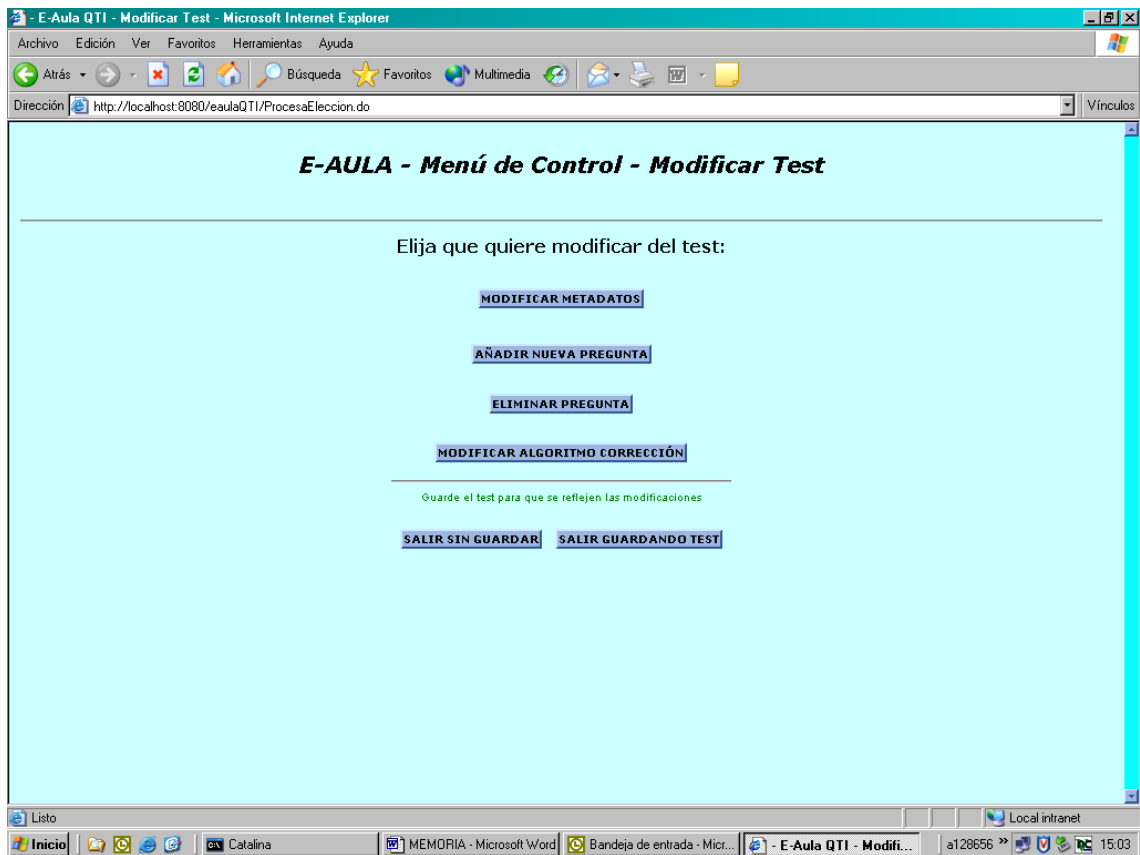 - E-Aula QTI - Modificar Test - Microsoft Internet Explorer
Archivo Edición Ver Favoritos Herramientas Ayuda
Atrás Búsqueda Favoritos Multimedia
Dirección http://localhost:8080/eaulaQTI/ProcesaEleccion.do Vínculos
E-AULA - Menú de Control - Modificar Test
Elija que quiere modificar del test:
MODIFICAR METADATOS
AÑADIR NUEVA PREGUNTA
ELIMINAR PREGUNTA
MODIFICAR ALGORITMO CORRECCIÓN
Guarde el test para que se reflejen las modificaciones
SALIR SIN GUARDAR SALIR GUARDANDO TEST
Listo Local intranet
Inicio Catalina MEMORIA - Microsoft Word Bandeja de entrada - Micr... - E-Aula QTI - Modifi... a128656 » 15:03